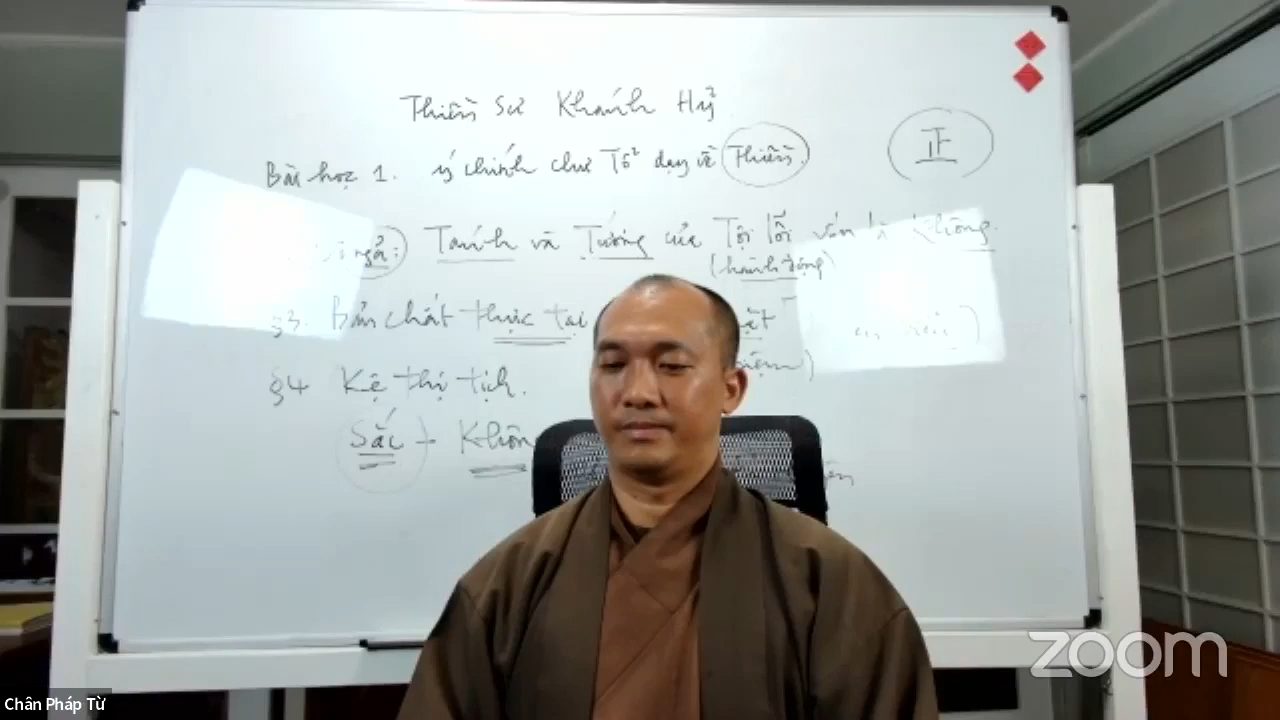 Thiền Sư Khánh Hỷ
正
Bài học 1. ý chính chư Tổ dạy về Thiền
ngã: Tánh và Tướng của Tội lỗi vốn là không.
(hành động)
§3. Bản chất thực tại
§4 Kệ thị tịch.
Sắc - Khôn
zoom
Chân Pháp Từ